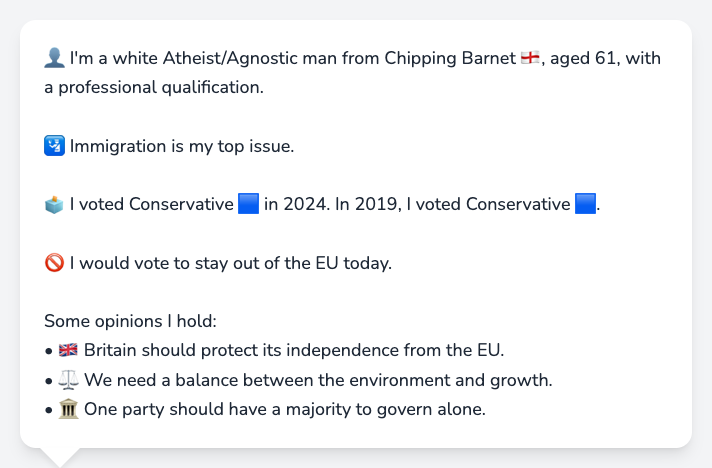 👤 I'm a white Atheist/Agnostic man from Chipping Barnet 🏴󠁧󠁢󠁥󠁮󠁧󠁿, aged 61, with
a professional qualification.
🛂 Immigration is my top issue.
🗳️ I voted Conservative 🟦 in 2024. In 2019, I voted Conservative 🟦.
🚫 I would vote to stay out of the EU today.
Some opinions I hold:
• 🇬🇧 Britain should protect its independence from the EU.
• ⚖️ We need a balance between the environment and growth.
• 🏛️ One party should have a majority to govern alone.